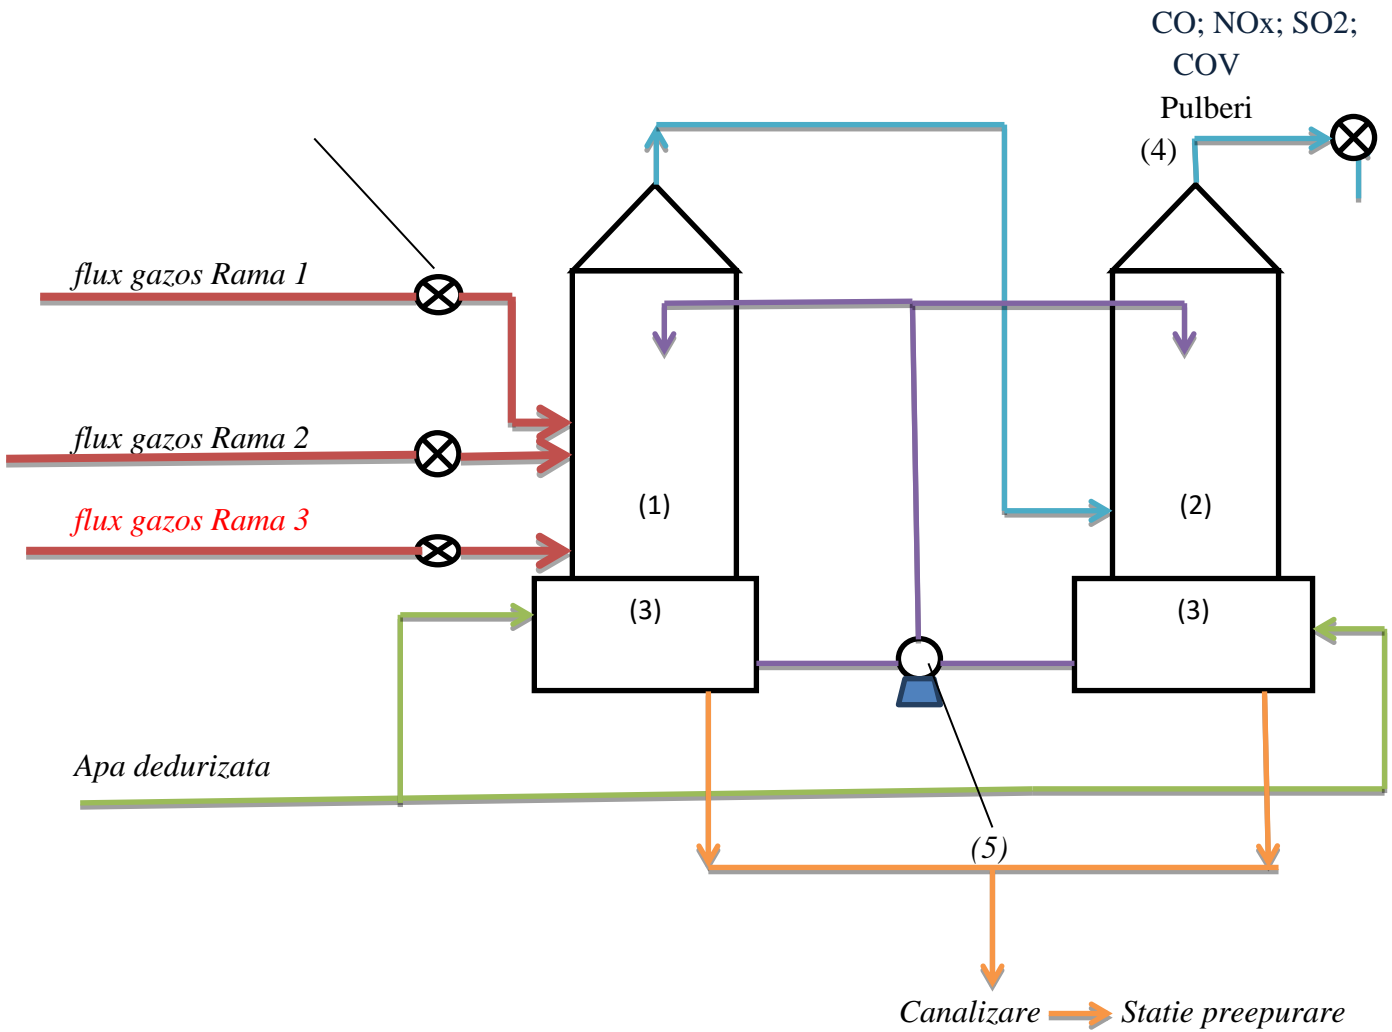 CO; NOx; SO2;
COV
Pulberi
(4)
flux gazos Rama 1
flux gazos Rama 2
flux gazos Rama 3
(1)
(2)
(3)
(3)
Apa dedurizata
(5)
Canalizare
Statie preepurare